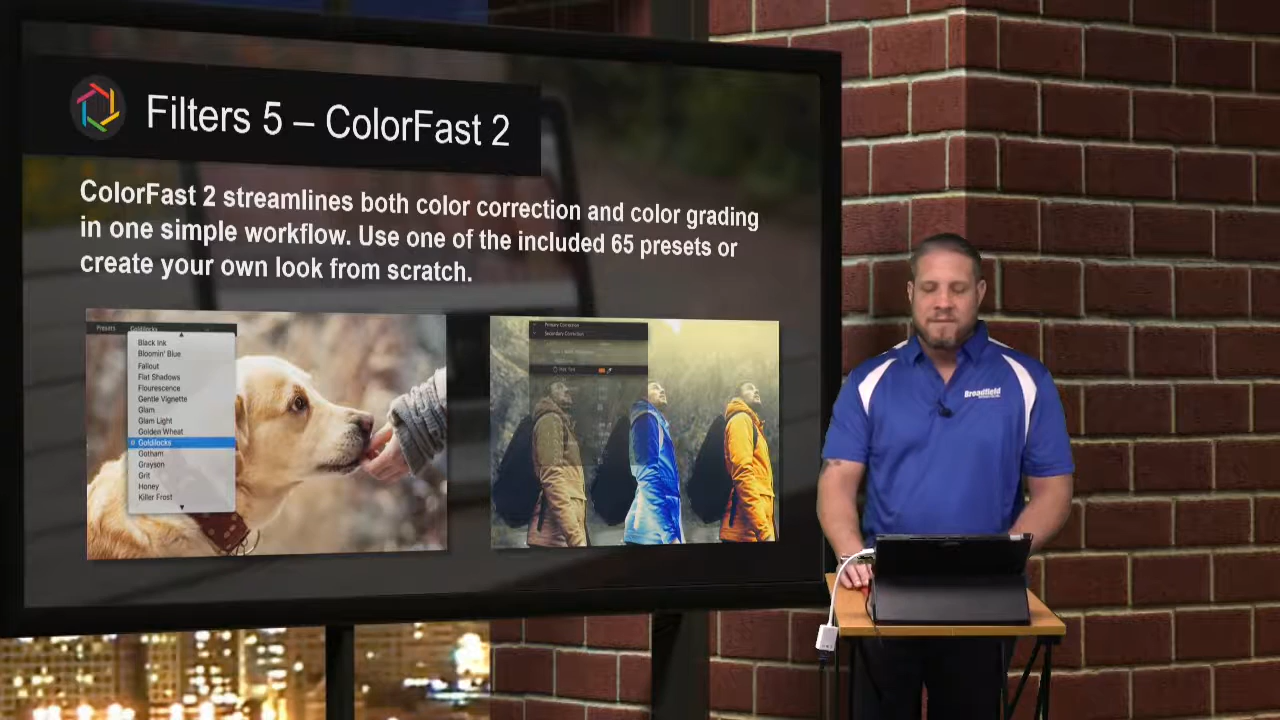 Filters 5 – ColorFast 2
ColorFast 2 streamlines both color correction and color grading
in one simple workflow. Use one of the included 65 presets or
create your own look from scratch.
Presets Goldilocks
Black Ink
Bloomin' Blue
Fallout
Flat Shadows
Flourescence
Gentle Vignette
Glam
Glam Light
Golden Wheat
Goldilocks
Gotham
Grayson
Grit
Honey
Killer Frost
Primary Correction
Secondary Correction
Broadfield